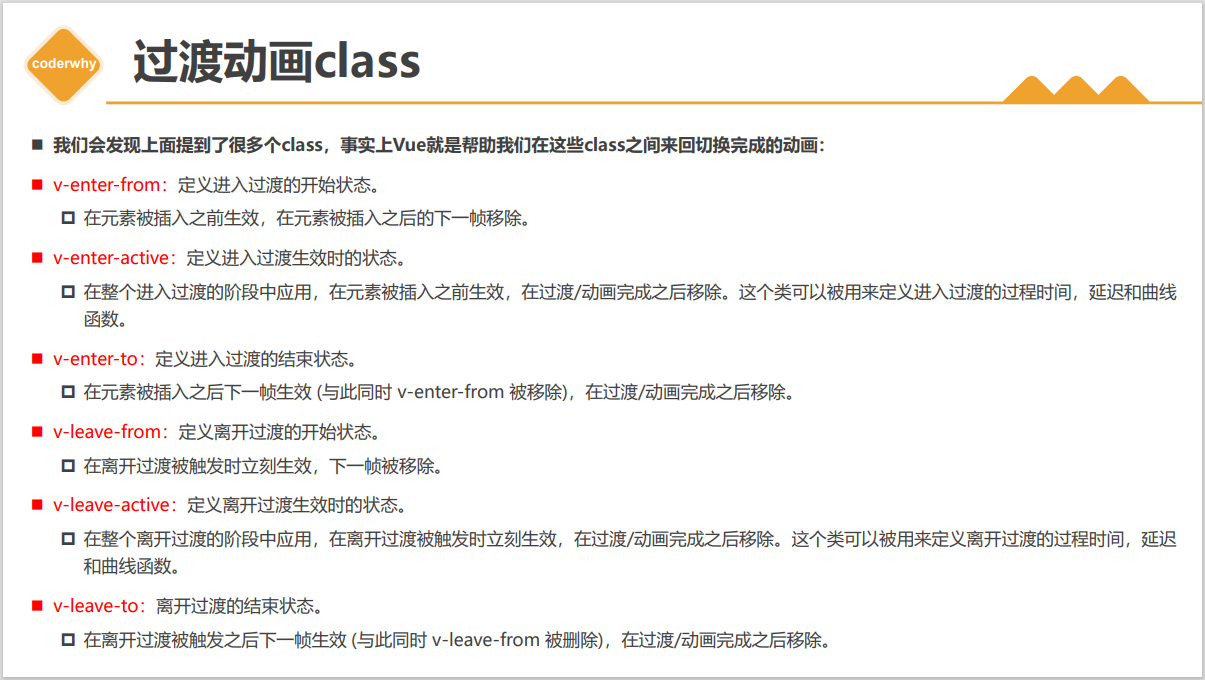 coderwhy
过渡动画class
我们会发现上面提到了很多个class，事实上Vue就是帮助我们在这些class之间来回切换完成的动画：
v-enter-from：定义进入过渡的开始状态。
在元素被插入之前生效，在元素被插入之后的下一帧移除。
v-enter-active：定义进入过渡生效时的状态。
在整个进入过渡的阶段中应用，在元素被插入之前生效，在过渡/动画完成之后移除。这个类可以被用来定义进入过渡的过程时间，延迟和曲线
函数。
v-enter-to：定义进入过渡的结束状态。
在元素被插入之后下一帧生效 (与此同时 v-enter-from 被移除)，在过渡/动画完成之后移除。
v-leave-from：定义离开过渡的开始状态。
在离开过渡被触发时立刻生效，下一帧被移除。
v-leave-active：定义离开过渡生效时的状态。
在整个离开过渡的阶段中应用，在离开过渡被触发时立刻生效，在过渡/动画完成之后移除。这个类可以被用来定义离开过渡的过程时间，延迟
和曲线函数。
v-leave-to：离开过渡的结束状态。
在离开过渡被触发之后下一帧生效 (与此同时 v-leave-from 被删除)，在过渡/动画完成之后移除。